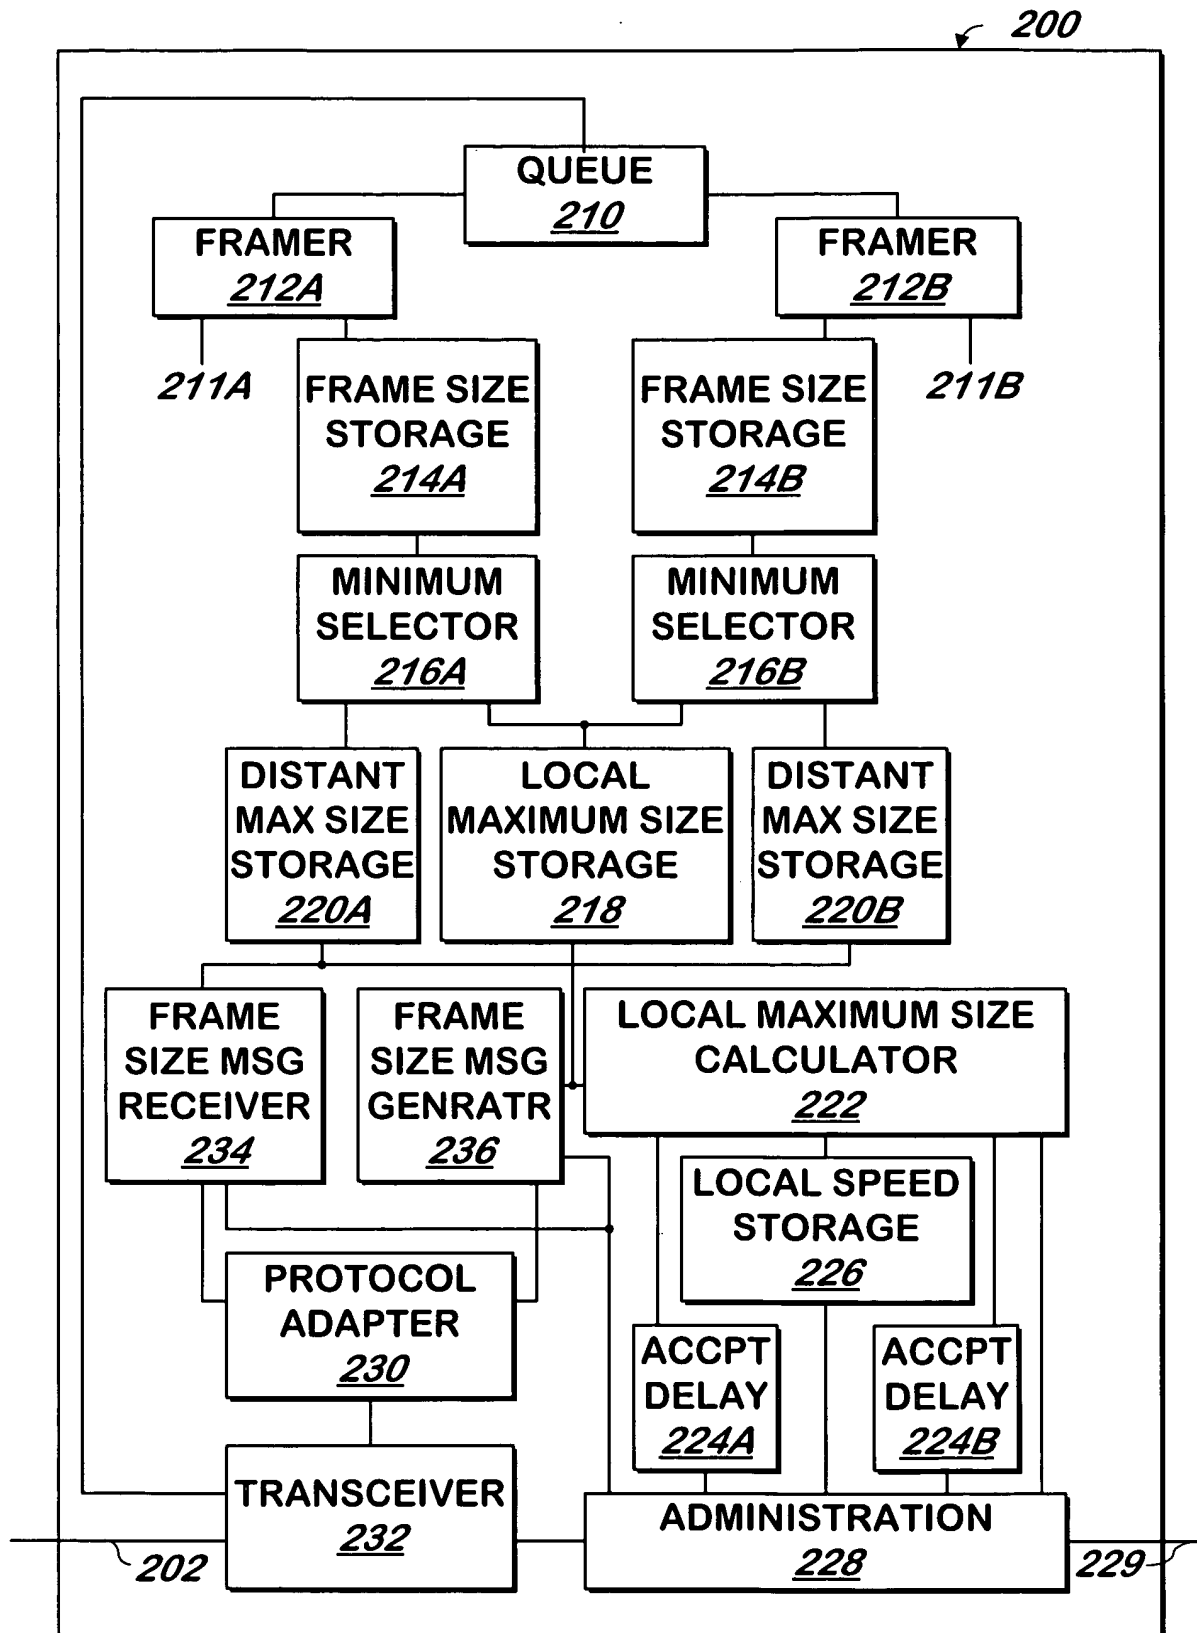 200
QUEUE
210
FRAMER
212A
FRAMER
212B
211A
211B
FRAME SIZE
STORAGE
214A
FRAME SIZE
STORAGE
214B
MINIMUM
SELECTOR
216A
MINIMUM
SELECTOR
216B
DISTANT
MAX SIZE
STORAGE
220A
LOCAL
MAXIMUM SIZE
STORAGE
218
DISTANT
MAX SIZE
STORAGE
220B
FRAME
SIZE MSG
RECEIVER
234
FRAME
SIZE MSG
GENRATR
236
LOCAL MAXIMUM SIZE
CALCULATOR
222
LOCAL SPEED
STORAGE
226
PROTOCOL
ADAPTER
230
ACCPT
DELAY
224A
ACCPT
DELAY
224B
TRANSCEIVER
232
ADMINISTRATION
228
202
229